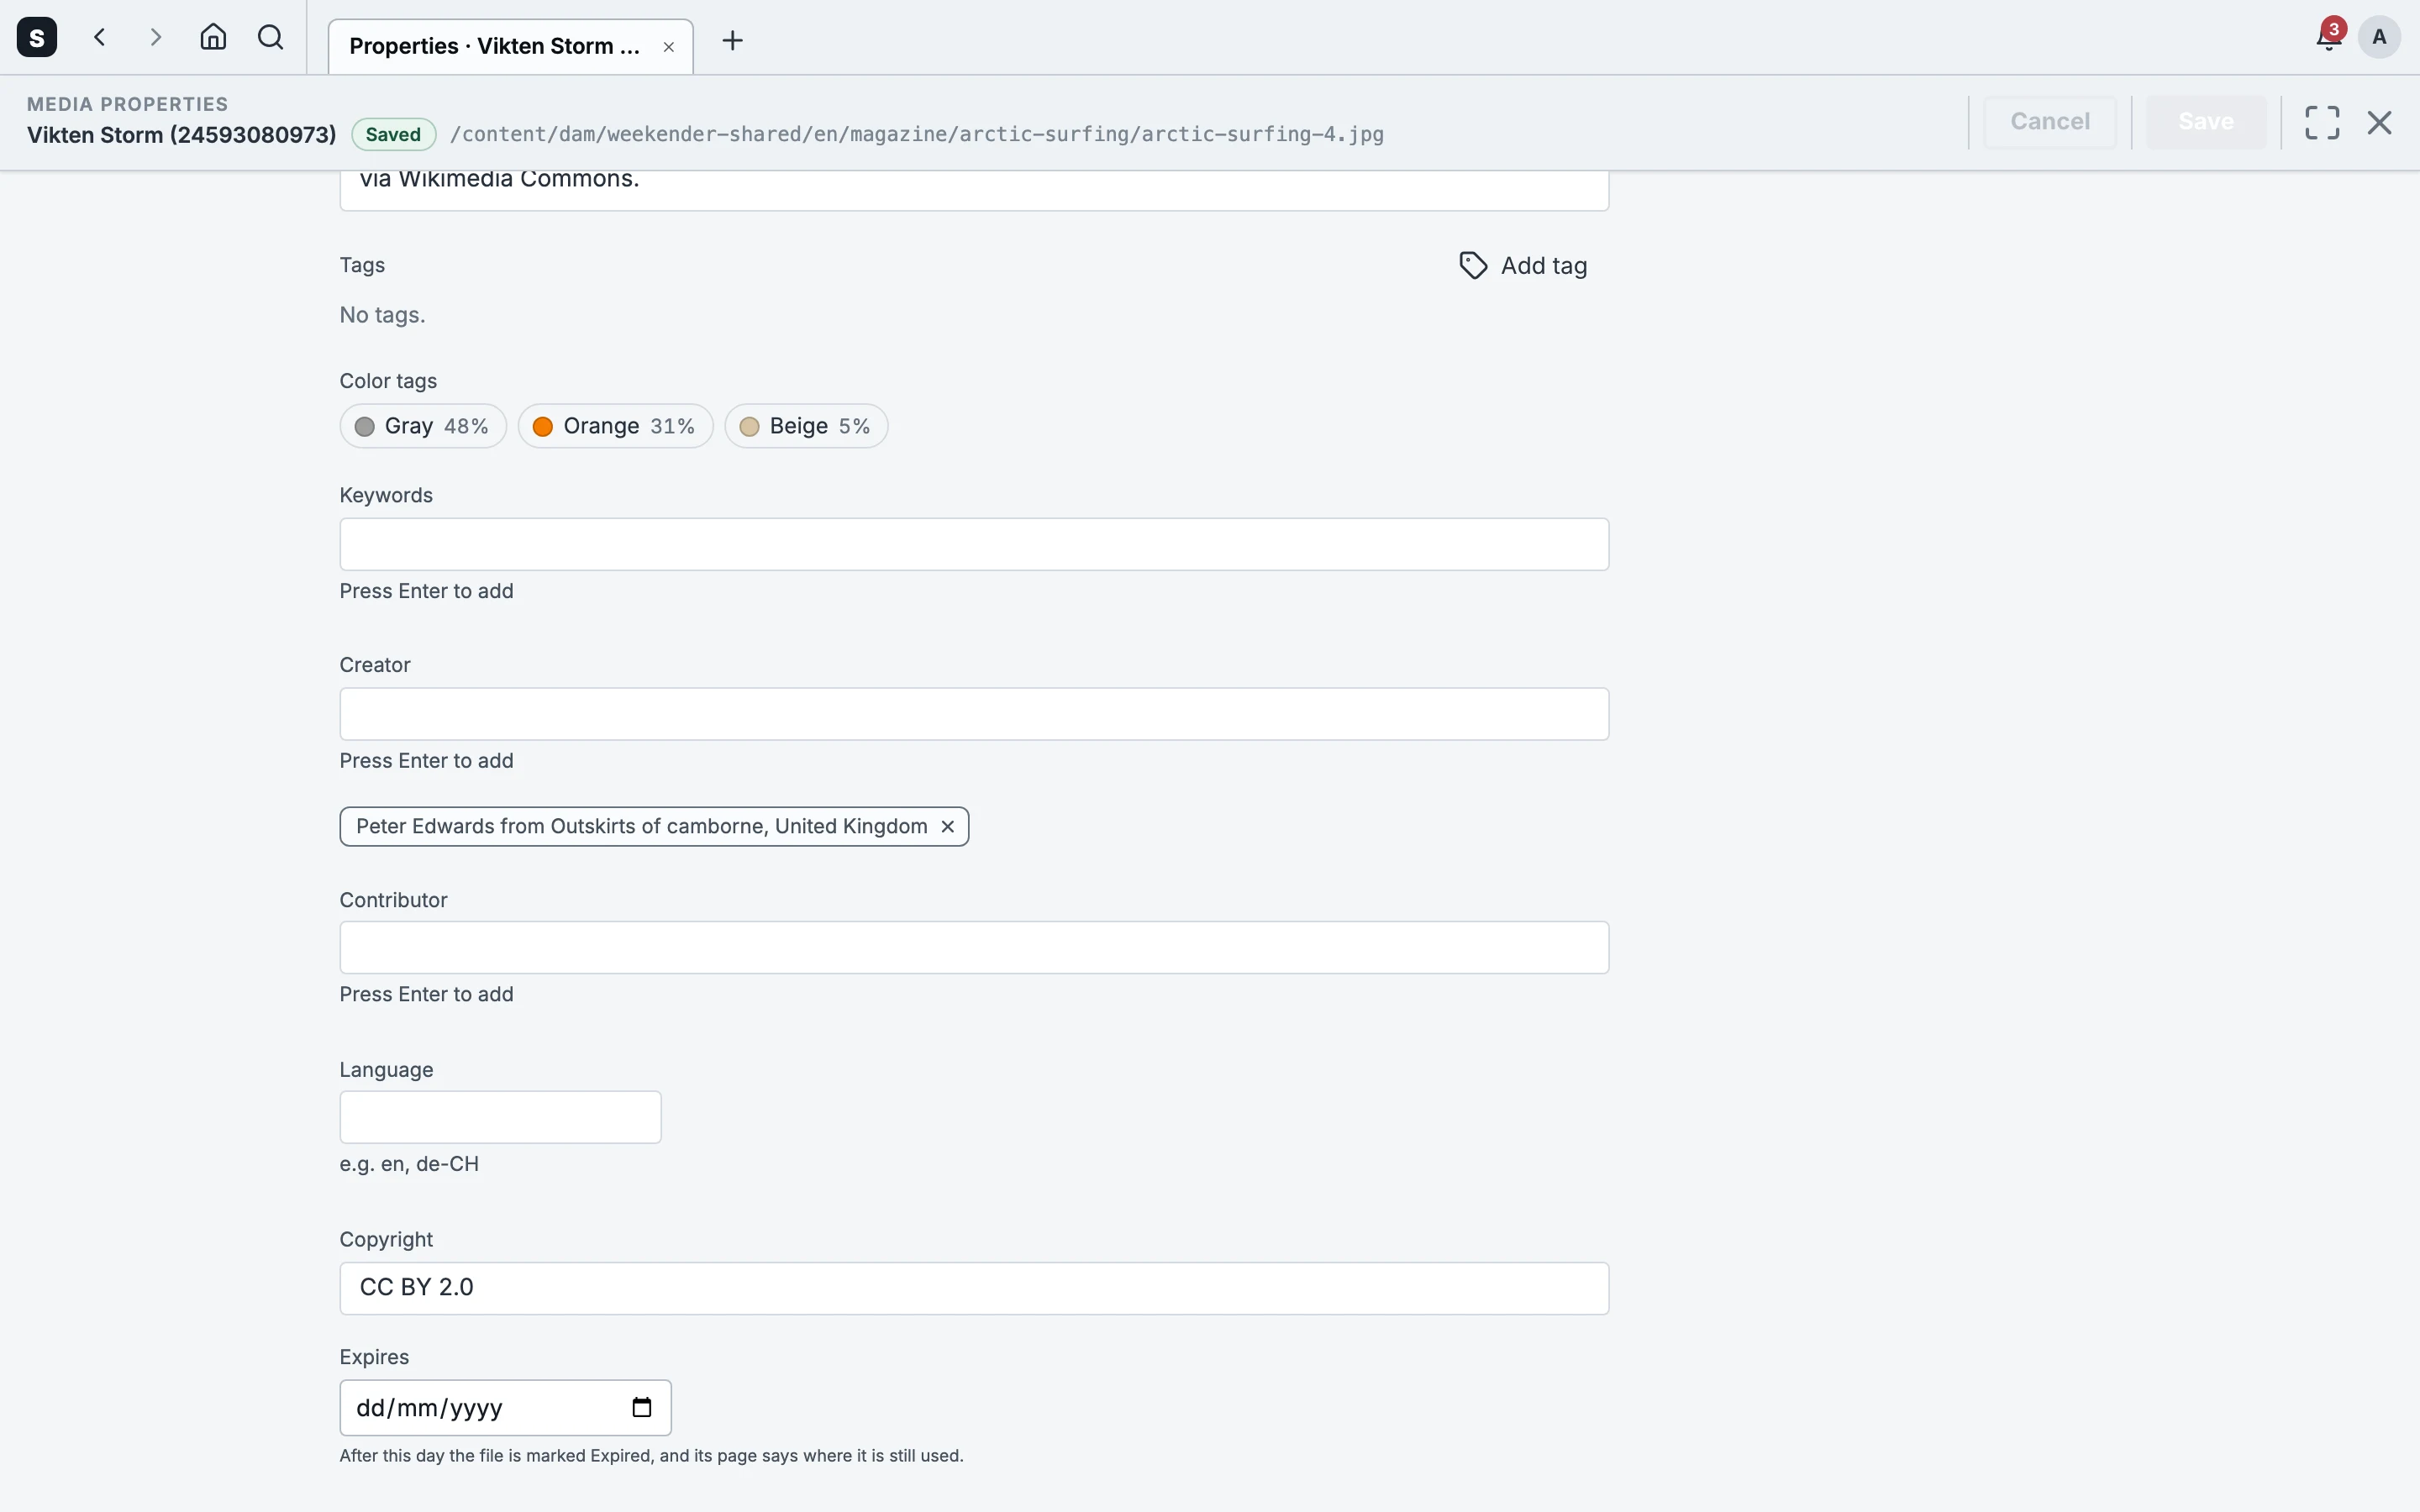 S
Properties · Vikten Storm ...
3
A
MEDIA PROPERTIES
Vikten Storm (24593080973)
Saved
/content/dam/weekender-shared/en/magazine/arctic-surfing/arctic-surfing-4.jpg
Cancel
Save
via Wikimedia Commons.
Tags
Add tag
No tags.
Color tags
Gray 48%
Orange 31%
Beige 5%
Keywords
Press Enter to add
Creator
Press Enter to add
Peter Edwards from Outskirts of camborne, United Kingdom
Contributor
Press Enter to add
Language
e.g. en, de-CH
Copyright
CC BY 2.0
Expires
dd/mm/yyyy
After this day the file is marked Expired, and its page says where it is still used.